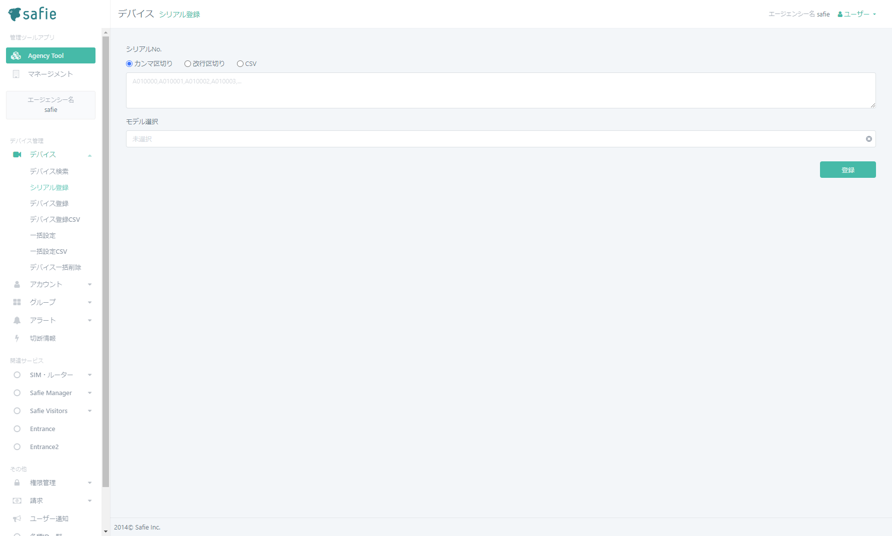 safie
管理ツールアプリ
Agency Tool
マネージメント
エージェンシー名
safie
デバイス管理
デバイス
デバイス検索
シリアル登録
デバイス登録
デバイス登録CSV
一括設定
一括設定CSV
デバイス一括削除
アカウント
グループ
アラート
切断情報
関連サービス
SIM・ルーター
Safie Manager
Safie Visitors
Entrance
Entrance2
その他
権限管理
請求
ユーザー通知
デバイス シリアル登録
エージェンシー名 safie
ユーザー
シリアルNo.
カンマ区切り 改行区切り CSV
A010000,A010001,A010002,A010003,...
モデル選択
未選択
登録
2014© Safie Inc.